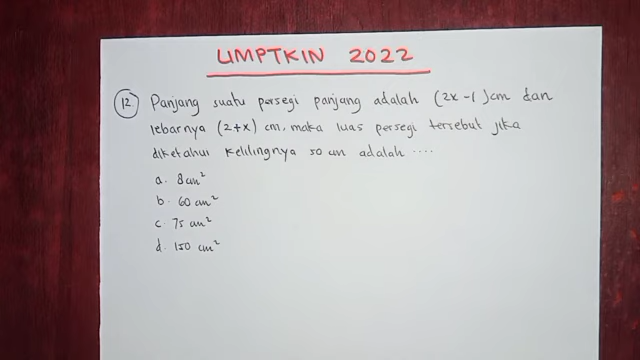 UMPTKIN 2022
12. Panjang suatu persegi panjang adalah (2x-1) cm dan
lebarnya (2+x) cm, maka luas persegi tersebut jika
diketahui kelilingnya 50 cm adalah ....
a. 8 cm²
b. 60 cm²
c. 75 cm²
d. 150 cm²